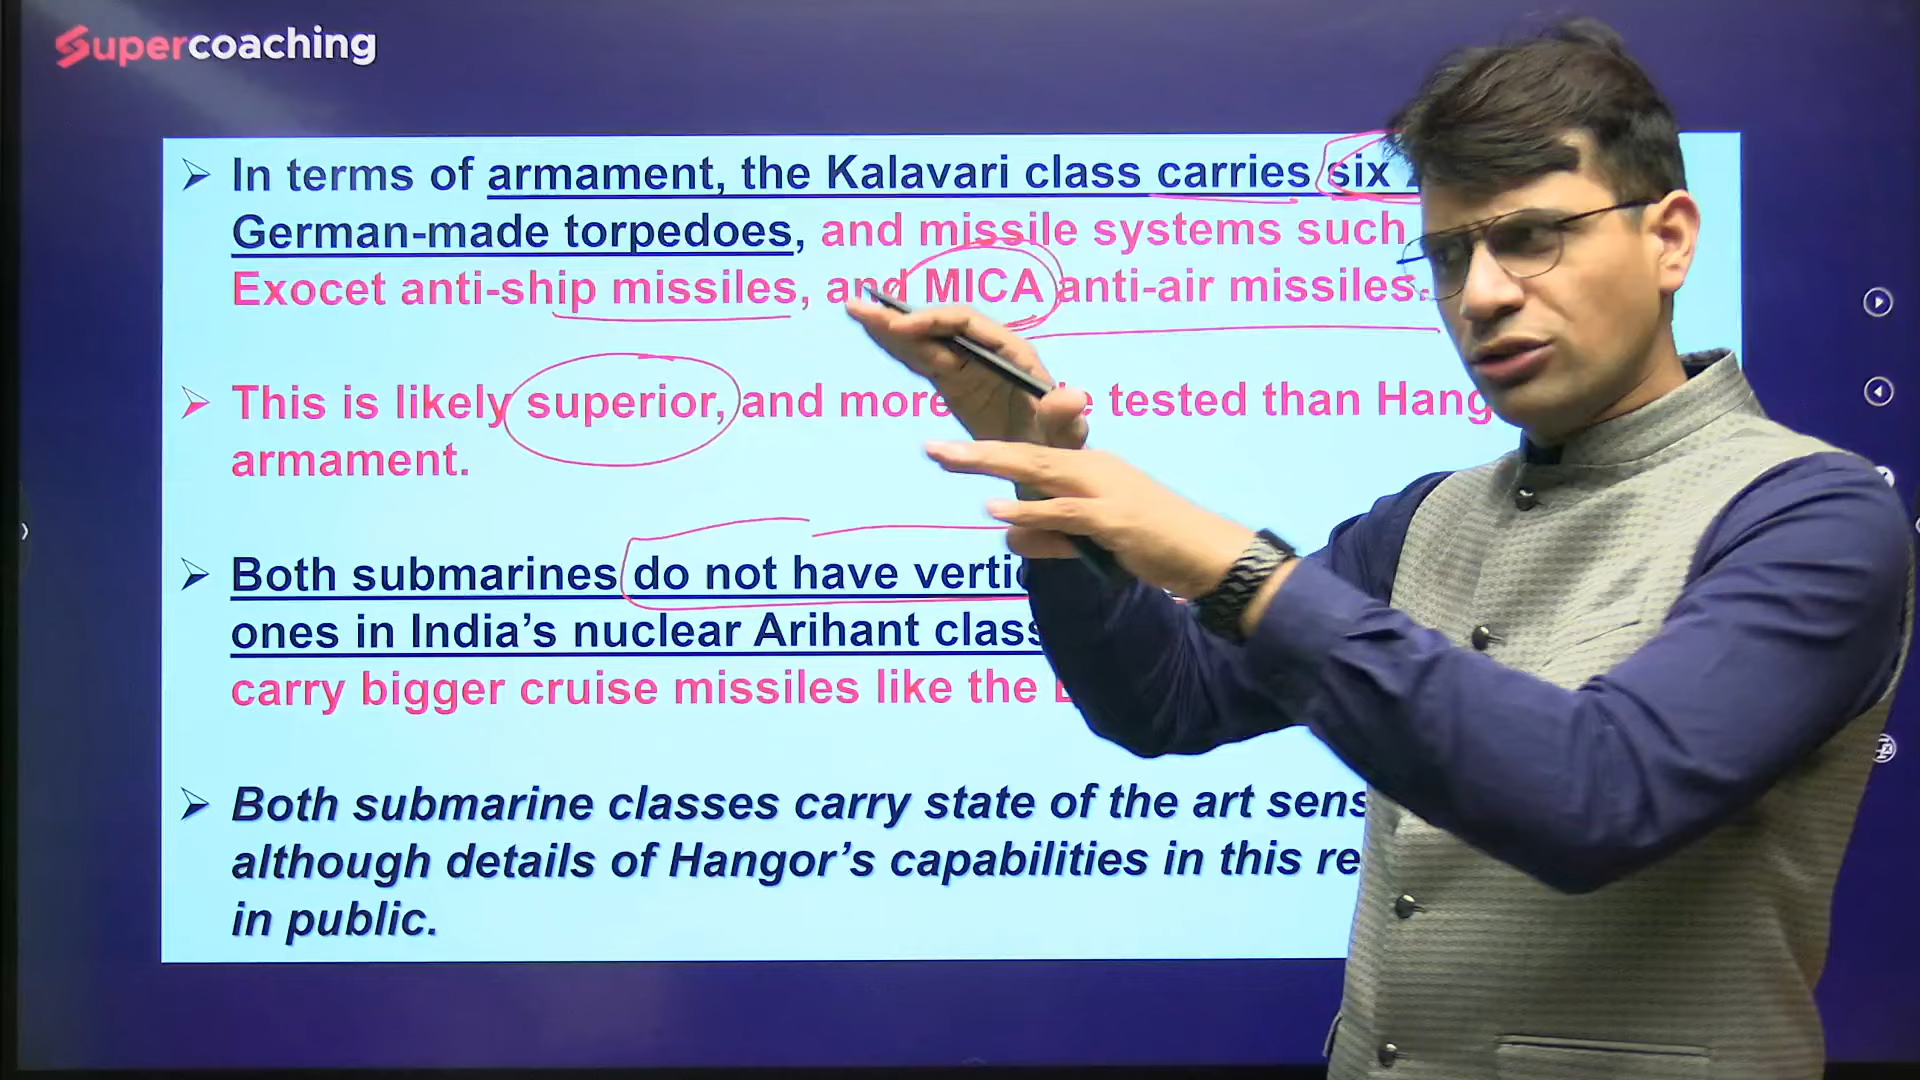 Supercoaching
➢ In terms of armament, the Kalavari class carries six
German-made torpedoes, and missile systems such
Exocet anti-ship missiles, and MICA anti-air missiles.
➢ This is likely superior, and more tested than Hang
armament.
➢ Both submarines do not have vertic
ones in India’s nuclear Arihant class
carry bigger cruise missiles like the
➢ Both submarine classes carry state of the art sens
although details of Hangor’s capabilities in this re
in public.